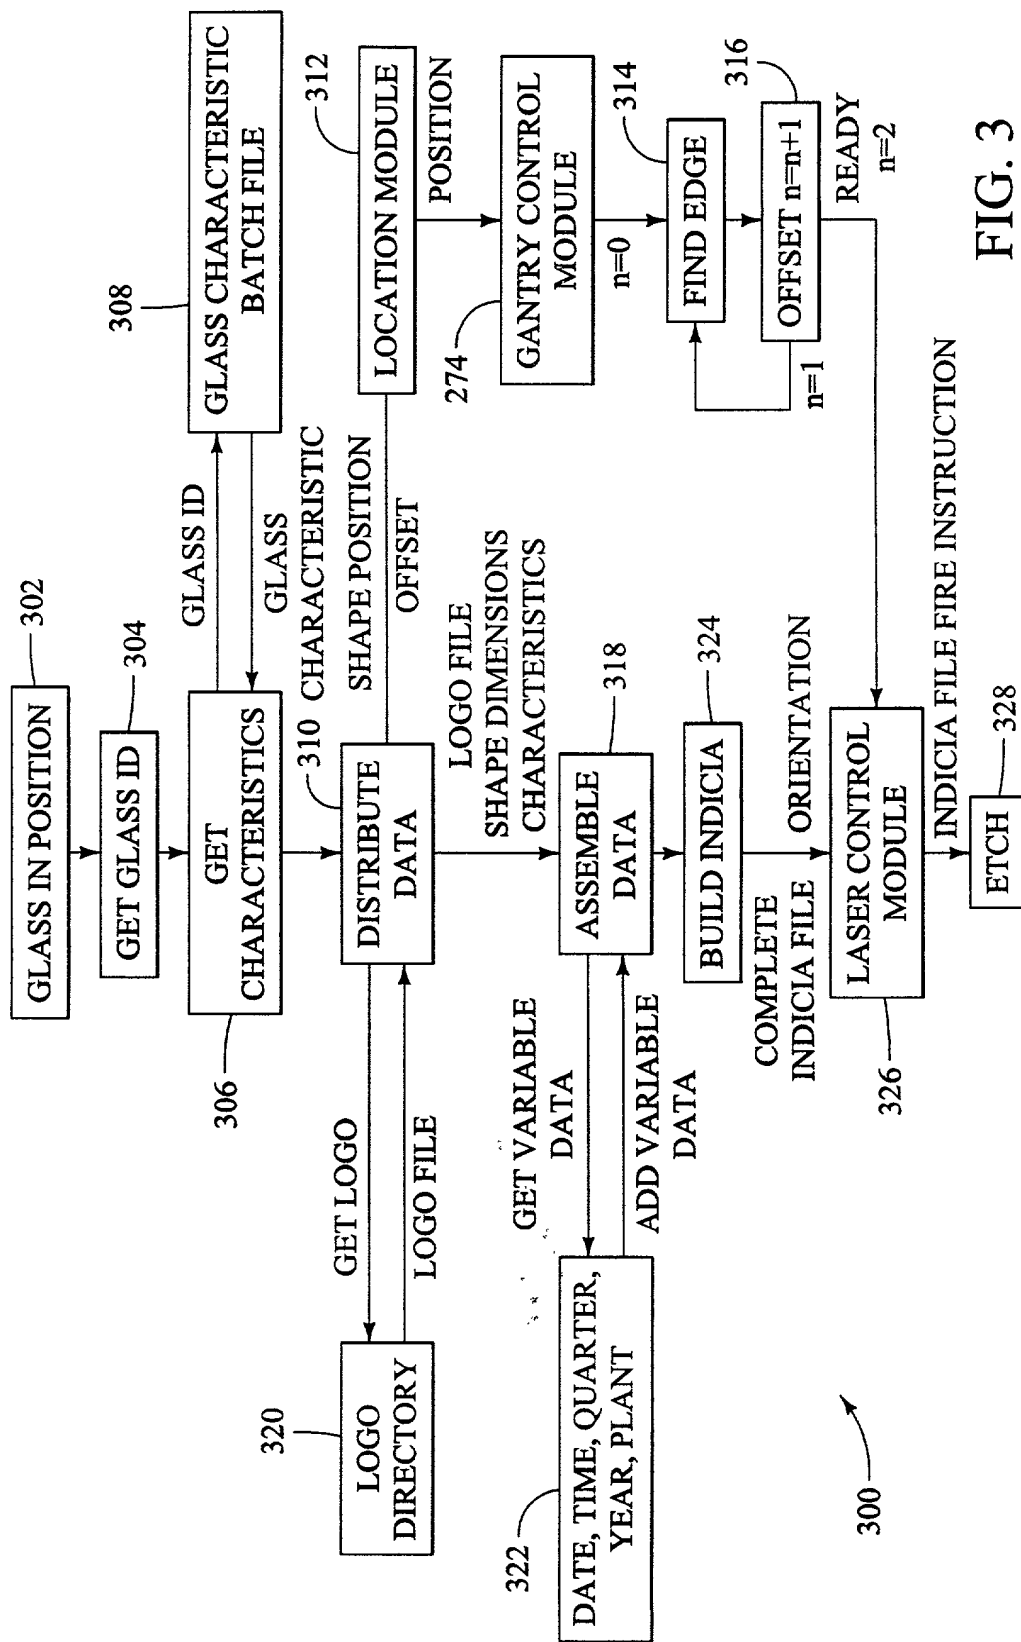 GLASS IN POSITION
302
GET GLASS ID
304
GET
CHARACTERISTICS
306
GLASS ID
GLASS
CHARACTERISTIC
GLASS CHARACTERISTIC
BATCH FILE
308
DISTRIBUTE
DATA
310
GET LOGO
LOGO FILE
LOGO
DIRECTORY
320
SHAPE POSITION
OFFSET
LOCATION MODULE
312
POSITION
GANTRY CONTROL
MODULE
274
n=0
FIND EDGE
314
OFFSET n=n+1
316
n=1
READY
n=2
LOGO FILE
SHAPE DIMENSIONS
CHARACTERISTICS
ASSEMBLE
DATA
318
GET VARIABLE
DATA
ADD VARIABLE
DATA
DATE, TIME, QUARTER,
YEAR, PLANT
322
BUILD INDICIA
324
COMPLETE
INDICIA FILE
ORIENTATION
LASER CONTROL
MODULE
326
INDICIA FILE FIRE INSTRUCTION
ETCH
328
300
FIG. 3